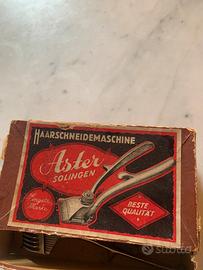 HAARSCHNEIDEMASCHINE
Aster
SOLINGEN
BESTE
QUALITÄT
subito